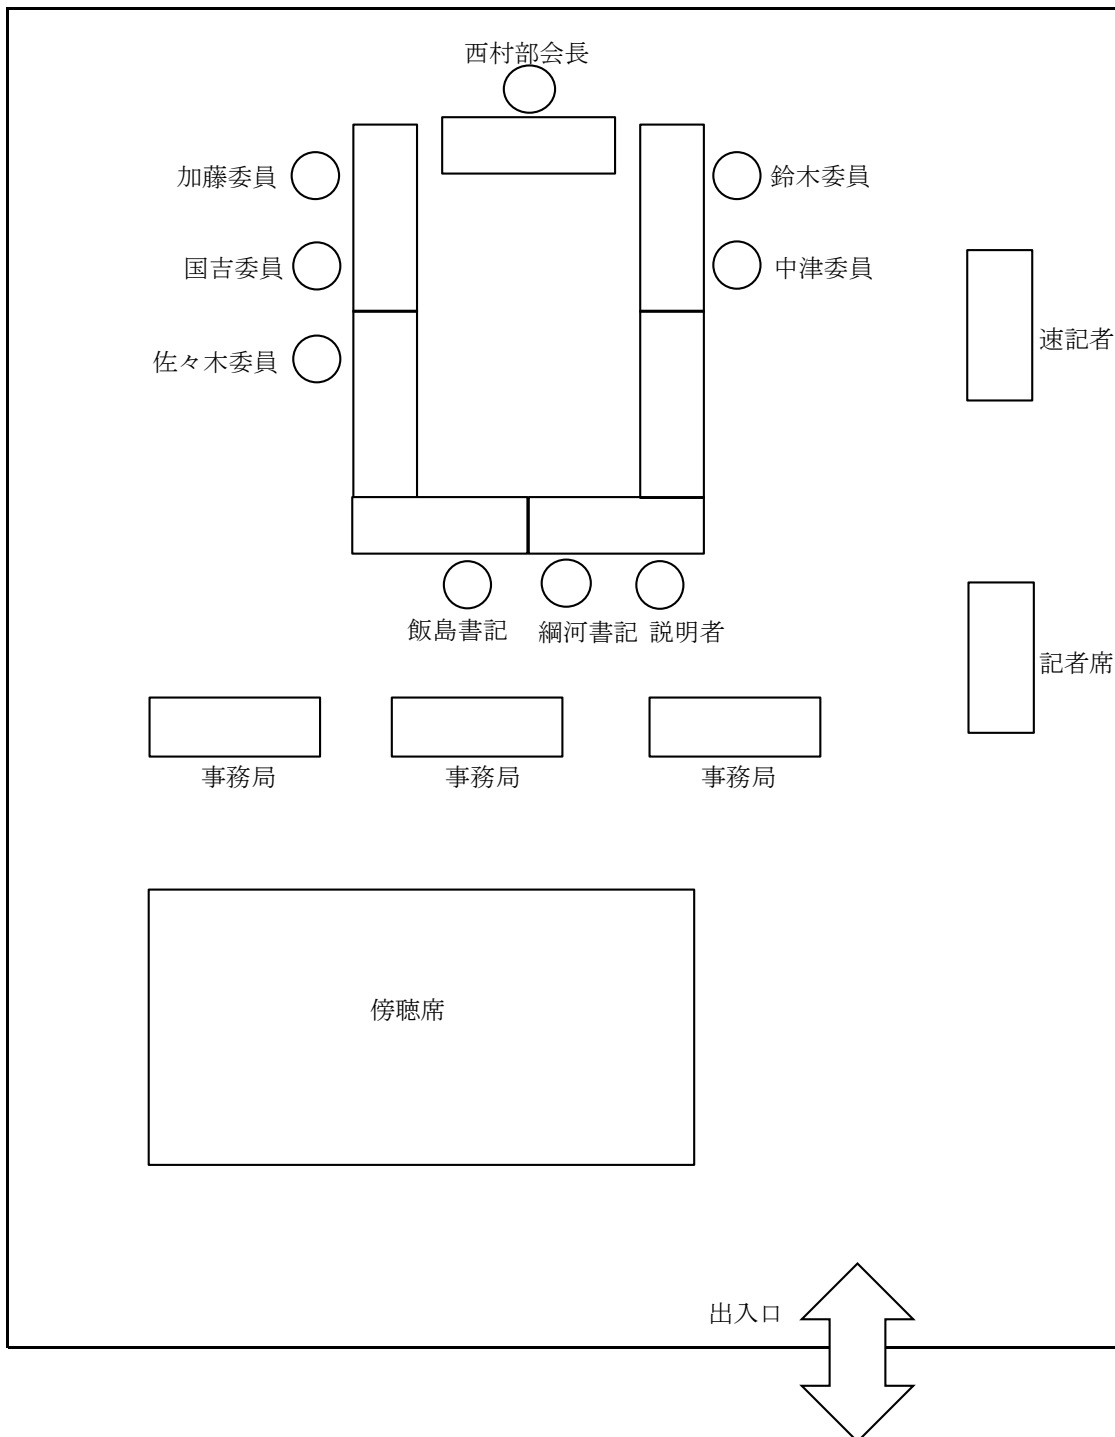 西村部会長
加藤委員
鈴木委員
国吉委員
中津委員
佐々木委員
速記者
飯島書記
綱河書記
説明者
記者席
事務局
事務局
事務局
傍聴席
出入口